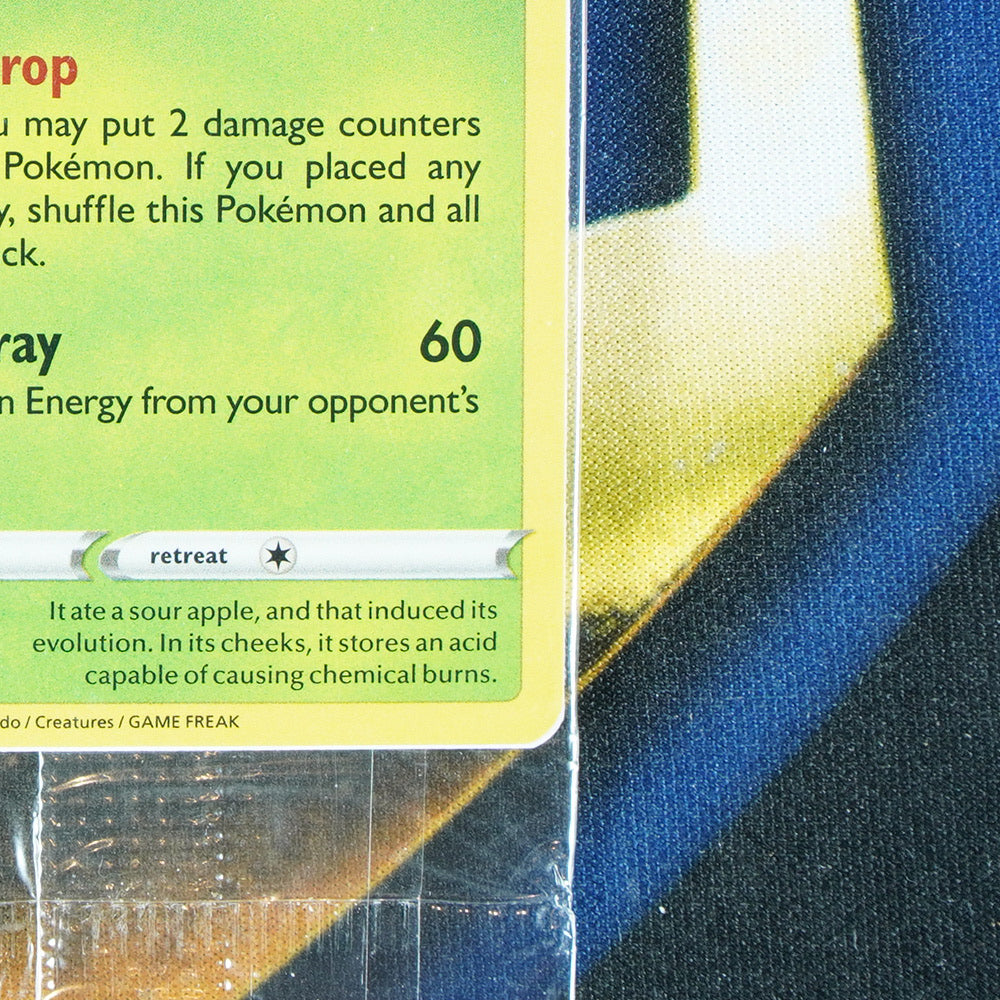 rop
u may put 2 damage counters
Pokémon. If you placed any
y, shuffle this Pokémon and all
ck.
ray 60
n Energy from your opponent's
retreat
It ate a sour apple, and that induced its
evolution. In its cheeks, it stores an acid
capable of causing chemical burns.
do / Creatures / GAME FREAK